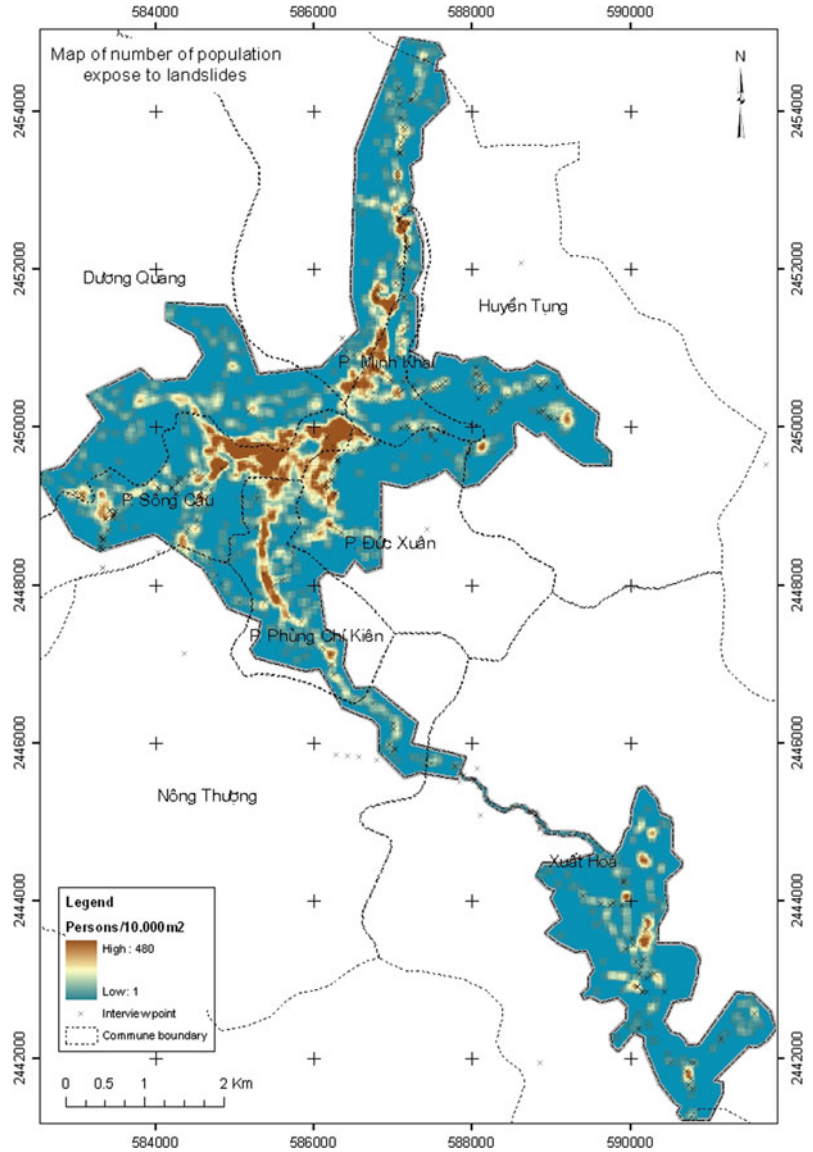 584000 586000 588000 590000
Map of number of population
expose to landslides
N
2454000 2454000
2452000 2452000
Dương Quang
Huyền Tụng
P. Minh Khai
2450000 2450000
P. Sông Cầu
P. Đức Xuân
2448000 2448000
P. Phùng Chí Kiên
2446000 2446000
Nông Thượng
Xuất Hoá
2444000 2444000
Legend
Persons/10.000m2
High : 480
Low: 1
Interviewpoint
Commune boundary
2442000 2442000
0 0.5 1 2 Km
584000 586000 588000 590000